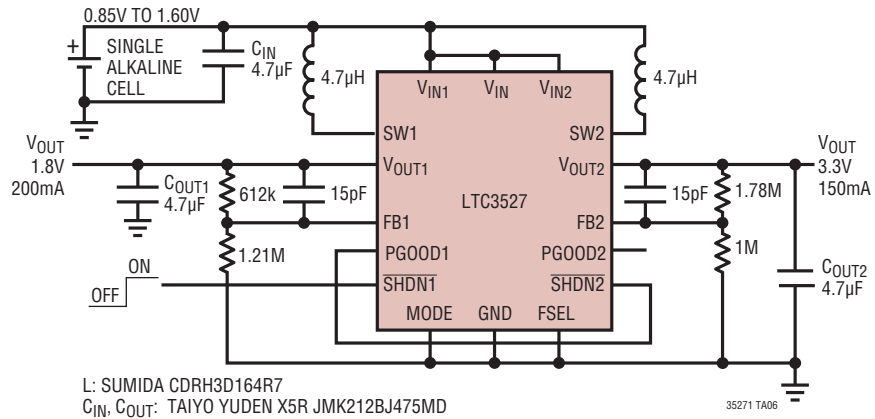 0.85V TO 1.60V
+ SINGLE
ALKALINE
CELL
CIN
4.7µF
4.7µH
VIN1 VIN VIN2
4.7µH
SW1 SW2
VOUT
1.8V
200mA
VOUT1 VOUT2
VOUT
3.3V
150mA
COUT1
4.7µF
612k
15pF
LTC3527
15pF
1.78M
FB1 FB2
1.21M
PGOOD1 PGOOD2
1M
COUT2
4.7µF
ON
OFF
SHDN1 SHDN2
MODE GND FSEL
L: SUMIDA CDRH3D164R7
CIN, COUT: TAIYO YUDEN X5R JMK212BJ475MD
35271 TA06